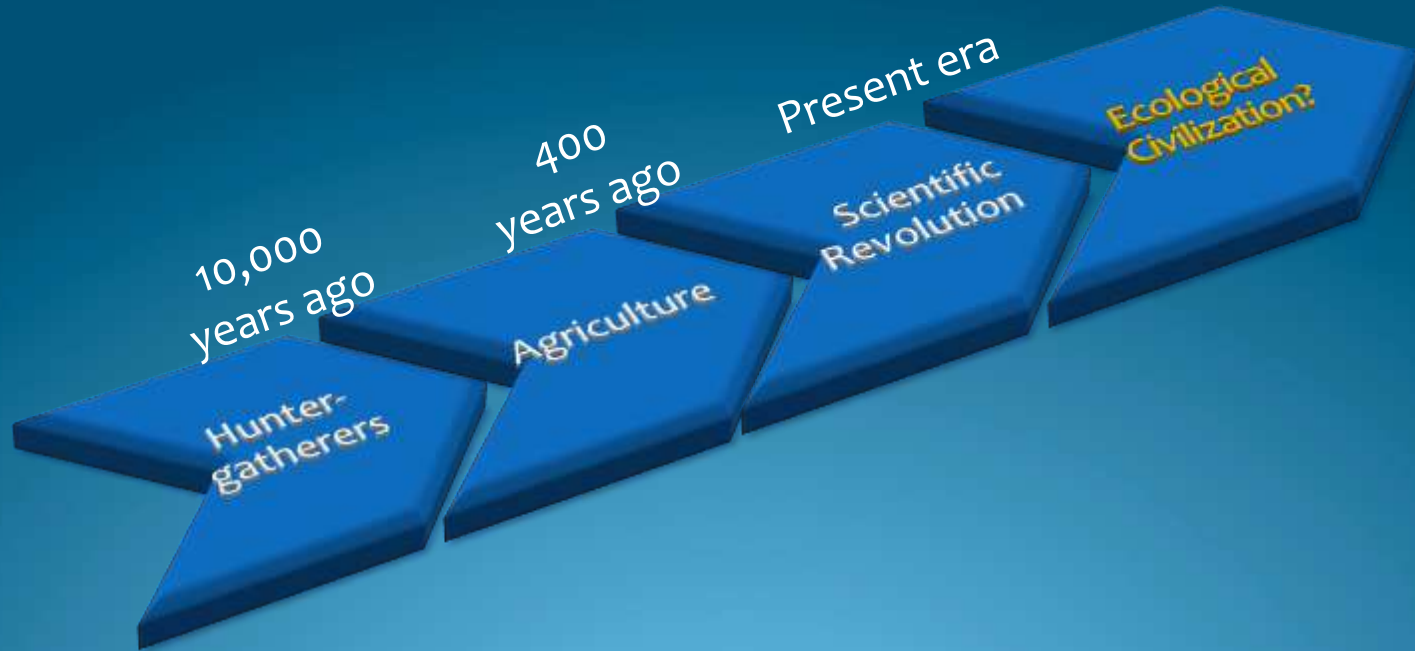 10,000
years ago
Hunter-
gatherers
400
years ago
Agriculture
Present era
Scientific
Revolution
Ecological
Civilization?